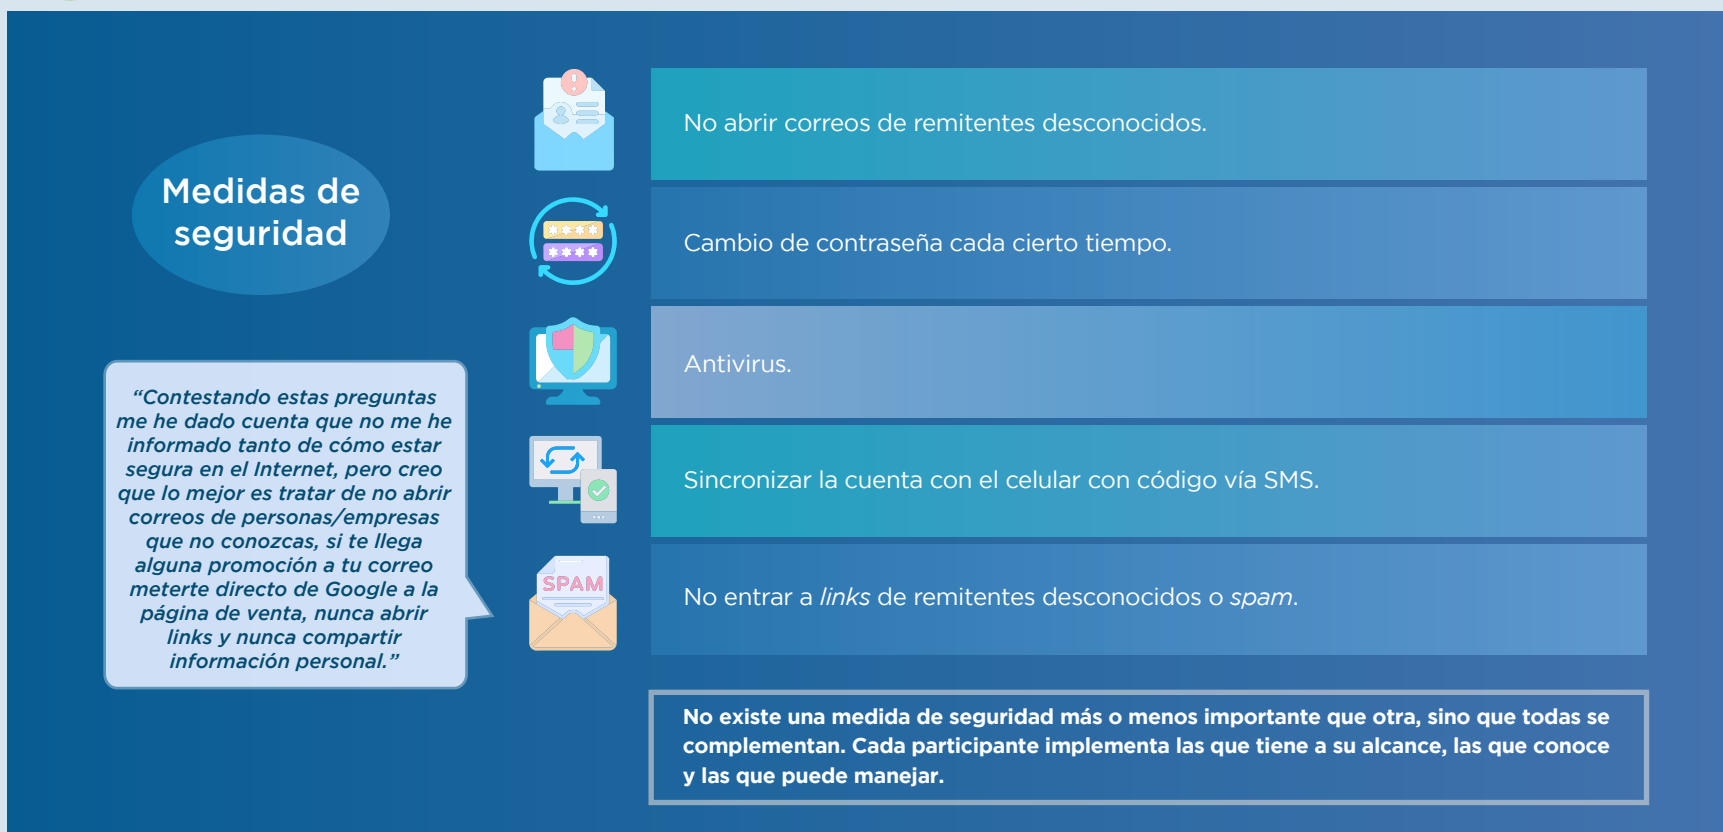 Medidas de
seguridad
“Contestando estas preguntas
me he dado cuenta que no me he
informado tanto de cómo estar
segura en el Internet, pero creo
que lo mejor es tratar de no abrir
correos de personas/empresas
que no conozcas, si te llega
alguna promoción a tu correo
meterte directo de Google a la
página de venta, nunca abrir
links y nunca compartir
información personal.”
No abrir correos de remitentes desconocidos.
Cambio de contraseña cada cierto tiempo.
Antivirus.
Sincronizar la cuenta con el celular con código vía SMS.
SPAM
No entrar a links de remitentes desconocidos o spam.
No existe una medida de seguridad más o menos importante que otra, sino que todas se
complementan. Cada participante implementa las que tiene a su alcance, las que conoce
y las que puede manejar.